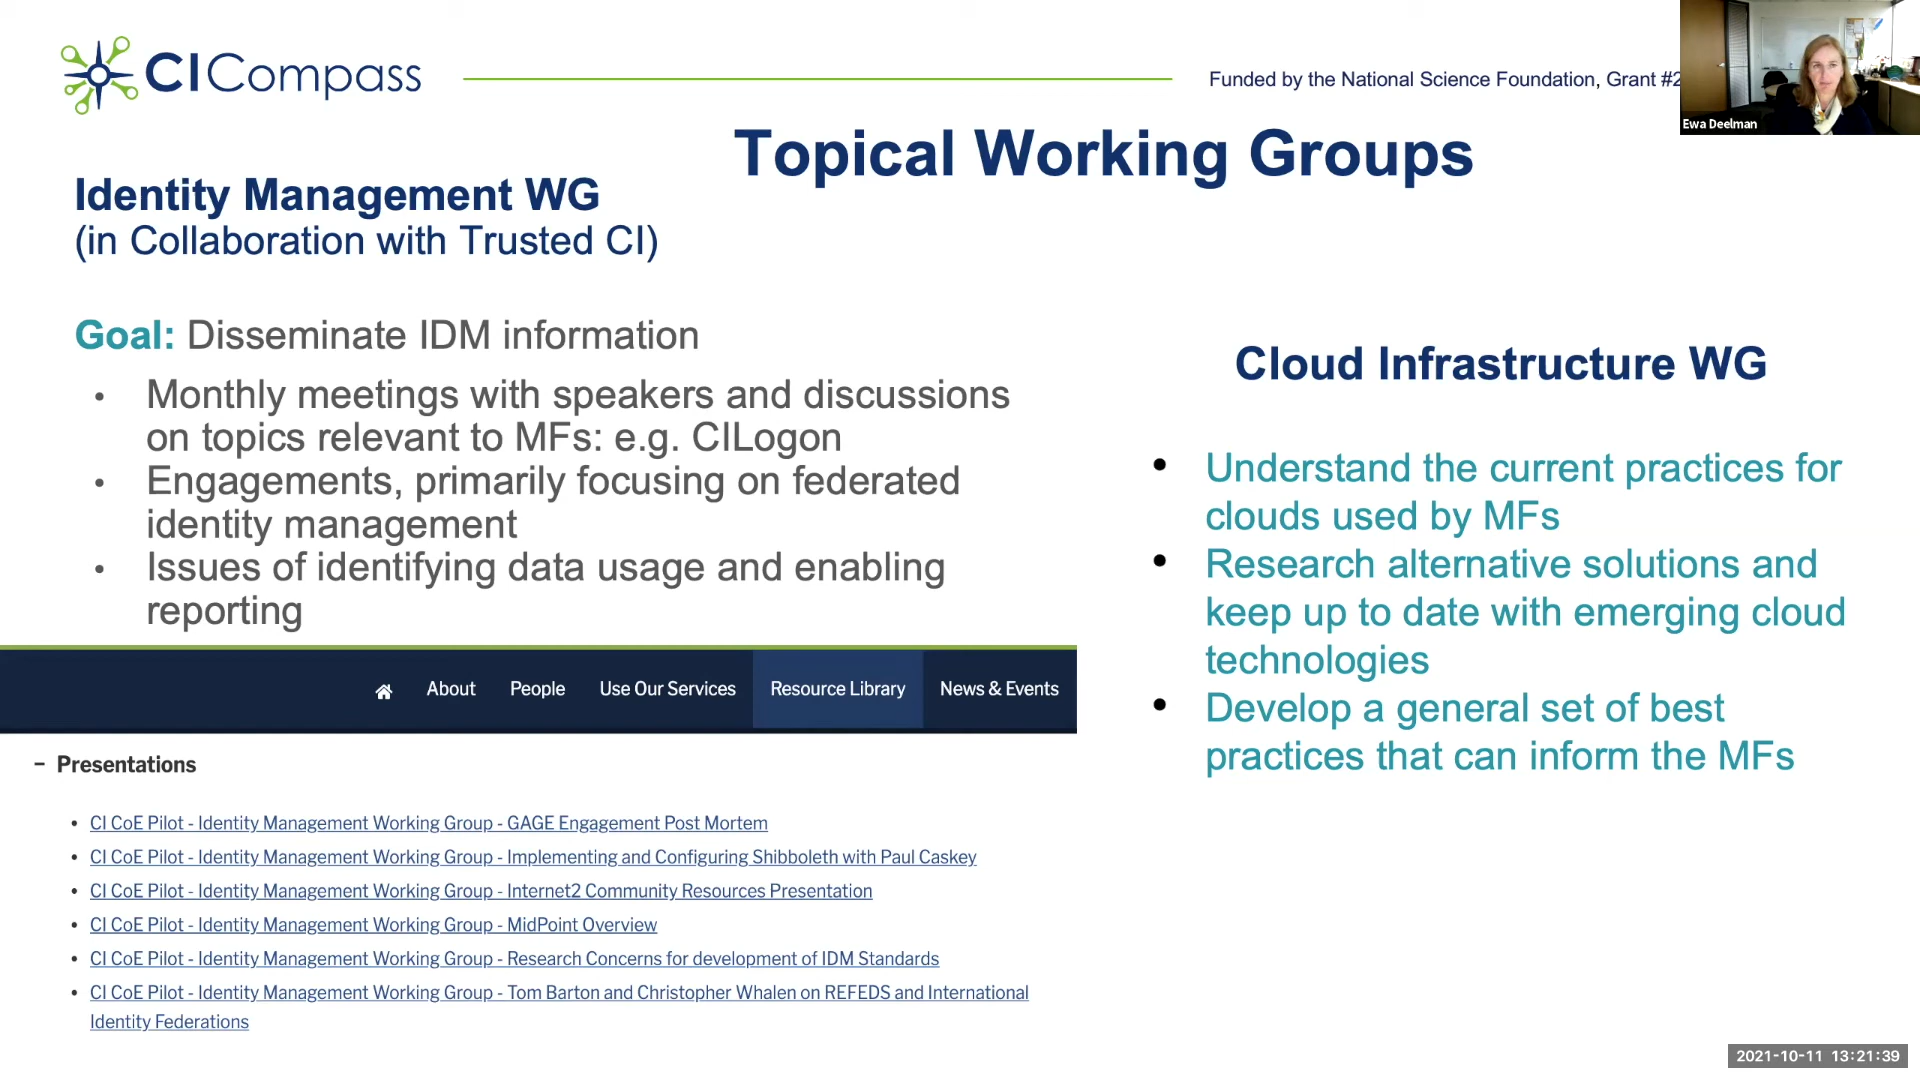 CICompass
Funded by the National Science Foundation, Grant #2
Ewa Deelman
Topical Working Groups
Identity Management WG
(in Collaboration with Trusted CI)
Goal: Disseminate IDM information
• Monthly meetings with speakers and discussions
on topics relevant to MFs: e.g. CILogon
• Engagements, primarily focusing on federated
identity management
• Issues of identifying data usage and enabling
reporting
Cloud Infrastructure WG
• Understand the current practices for
clouds used by MFs
• Research alternative solutions and
keep up to date with emerging cloud
technologies
• Develop a general set of best
practices that can inform the MFs
About People Use Our Services Resource Library News & Events
− Presentations
• CI CoE Pilot - Identity Management Working Group - GAGE Engagement Post Mortem
• CI CoE Pilot - Identity Management Working Group - Implementing and Configuring Shibboleth with Paul Caskey
• CI CoE Pilot - Identity Management Working Group - Internet2 Community Resources Presentation
• CI CoE Pilot - Identity Management Working Group - MidPoint Overview
• CI CoE Pilot - Identity Management Working Group - Research Concerns for development of IDM Standards
• CI CoE Pilot - Identity Management Working Group - Tom Barton and Christopher Whalen on REFEDS and International
Identity Federations
2021-10-11 13:21:39